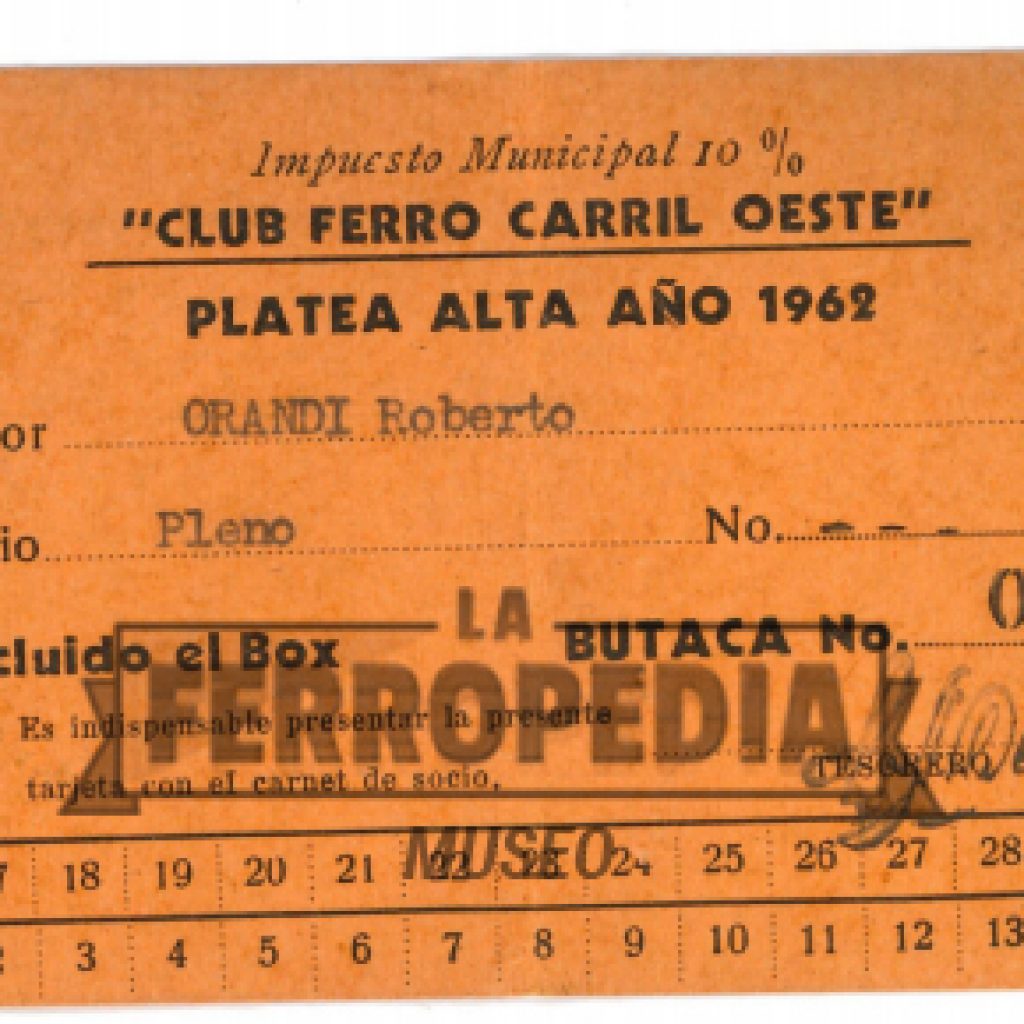 Impuesto Municipal 10 %
"CLUB FERRO CARRIL OESTE"
PLATEA ALTA AÑO 1962
or ORANDI Roberto
io Pleno No. - - -
cluido el Box BUTACA No. 0
LA
FERROPEDIA
MUSEO
Es indispensable presentar la presente
tarjeta con el carnet de socio.
TESORERO
7 18 19 20 21 22 23 24 25 26 27 28
2 3 4 5 6 7 8 9 10 11 12 13